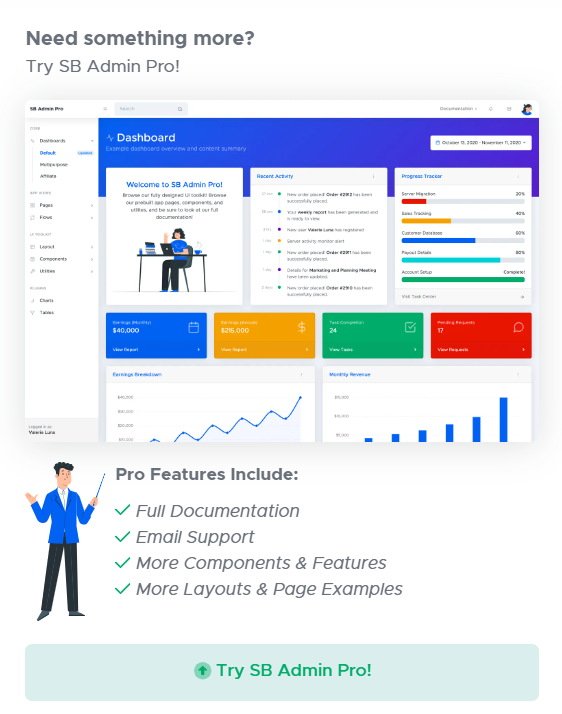 Need something more?
Try SB Admin Pro!
SB Admin Pro
Search
Documentation
Dashboards
Default
Multipurpose
Affiliate
Pages
Flows
Layout
Components
Utilities
Charts
Tables
Logged in as:
Valerie Luna
Dashboard
Example dashboard overview and content summary
October 13, 2020 - November 11, 2020
Welcome to SB Admin Pro!
Browse our fully designed UI toolkit! Browse
our prebuilt app pages, components, and
utilities, and be sure to look at our full
documentation!
Recent Activity
New order placed! Order #2912 has been
successfully placed.
Your weekly report has been generated and
is ready to view.
New user Valerie Luna has registered
Server activity monitor alert
New order placed! Order #2911 has been
successfully placed.
Details for Marketing and Planning Meeting
have been updated.
New order placed! Order #2910 has been
successfully placed.
Progress Tracker
Server Migration 20%
Sales Tracking 40%
Customer Database 60%
Payout Details 80%
Account Setup Complete!
Visit Task Center
Earnings (Monthly)
$40,000
View Report
Earnings (Annual)
$215,000
View Report
Task Completion
24
View Tasks
Pending Requests
17
View Requests
Earnings Breakdown
$40,000
$20,000
$10,000
Monthly Revenue
$15,000
$10,000
$5,000
Pro Features Include:
Full Documentation
Email Support
More Components & Features
More Layouts & Page Examples
Try SB Admin Pro!